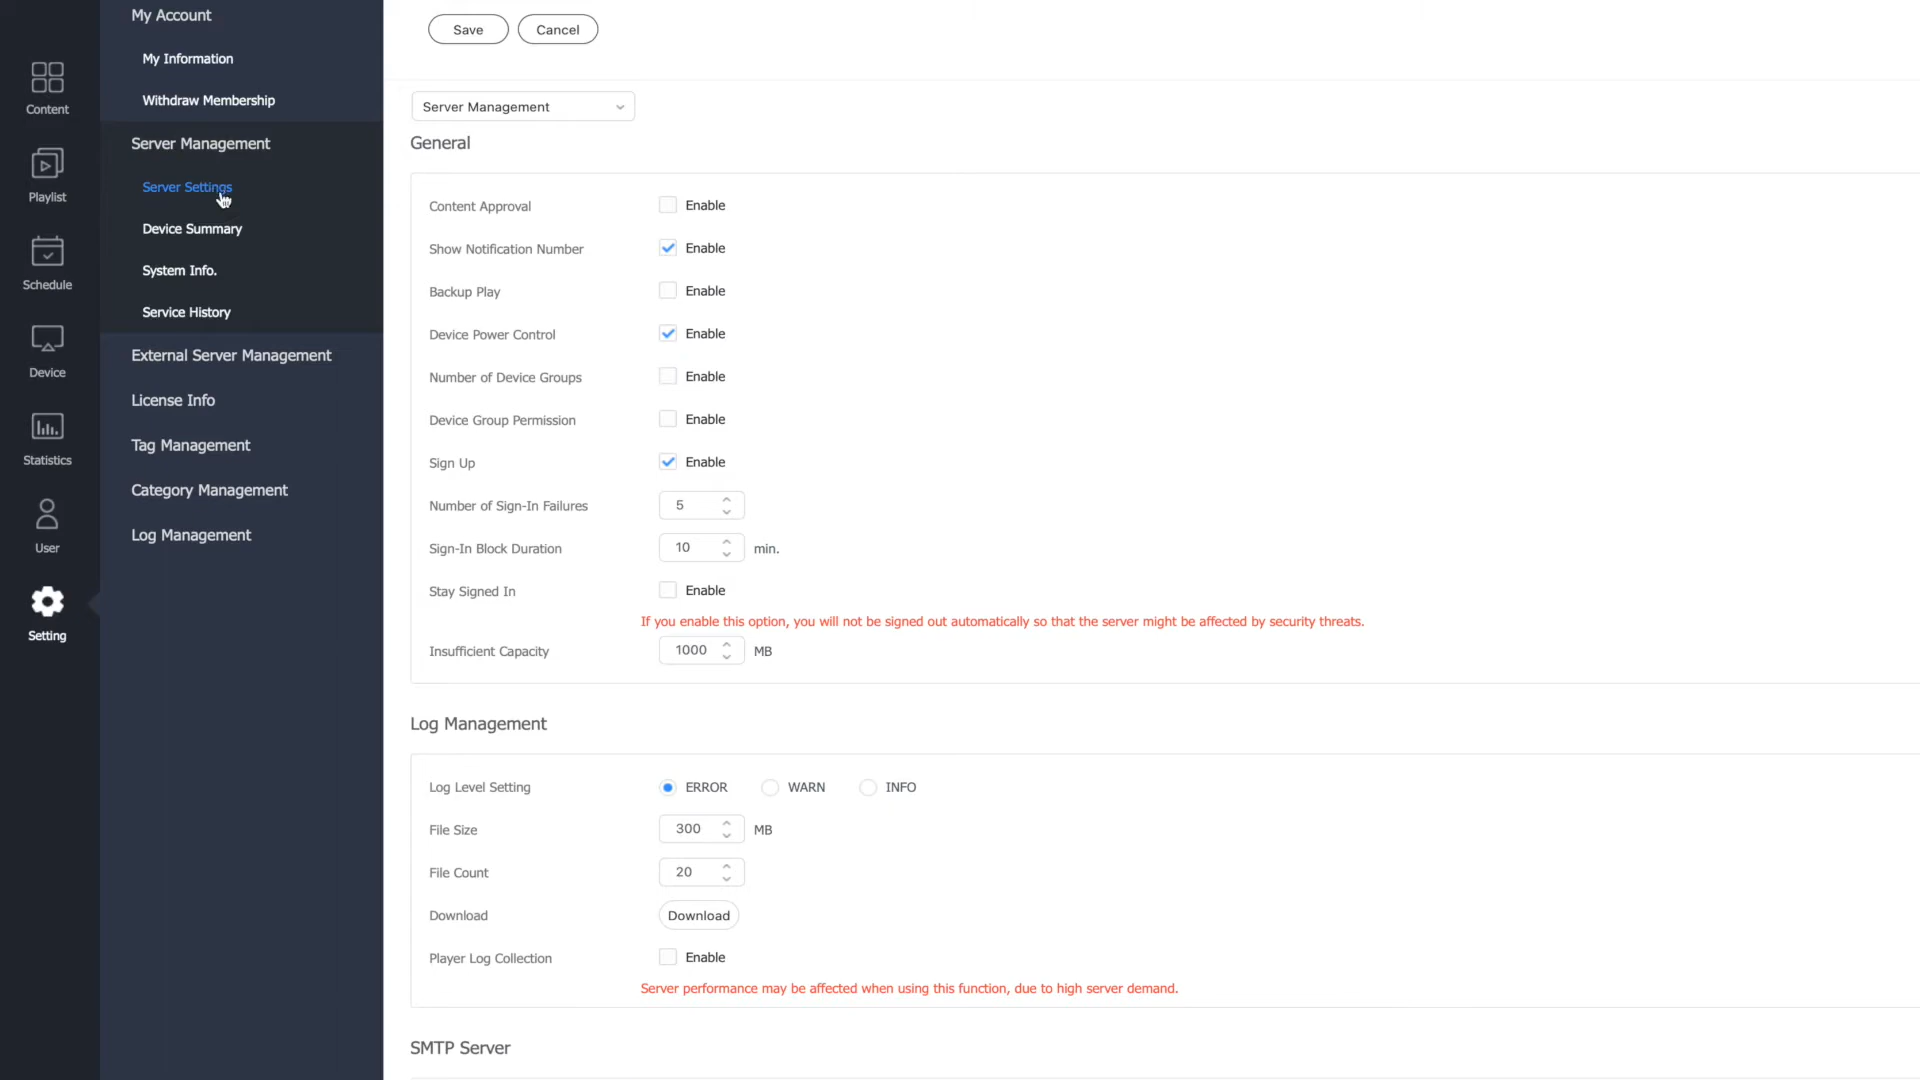 Content
Playlist
Schedule
Device
Statistics
User
Setting
My Account
My Information
Withdraw Membership
Server Management
Server Settings
Device Summary
System Info.
Service History
External Server Management
License Info
Tag Management
Category Management
Log Management
Save Cancel
Server Management
General
Content Approval Enable
Show Notification Number Enable
Backup Play Enable
Device Power Control Enable
Number of Device Groups Enable
Device Group Permission Enable
Sign Up Enable
Number of Sign-In Failures 5
Sign-In Block Duration 10 min.
Stay Signed In Enable
If you enable this option, you will not be signed out automatically so that the server might be affected by security threats.
Insufficient Capacity 1000 MB
Log Management
Log Level Setting ERROR WARN INFO
File Size 300 MB
File Count 20
Download Download
Player Log Collection Enable
Server performance may be affected when using this function, due to high server demand.
SMTP Server